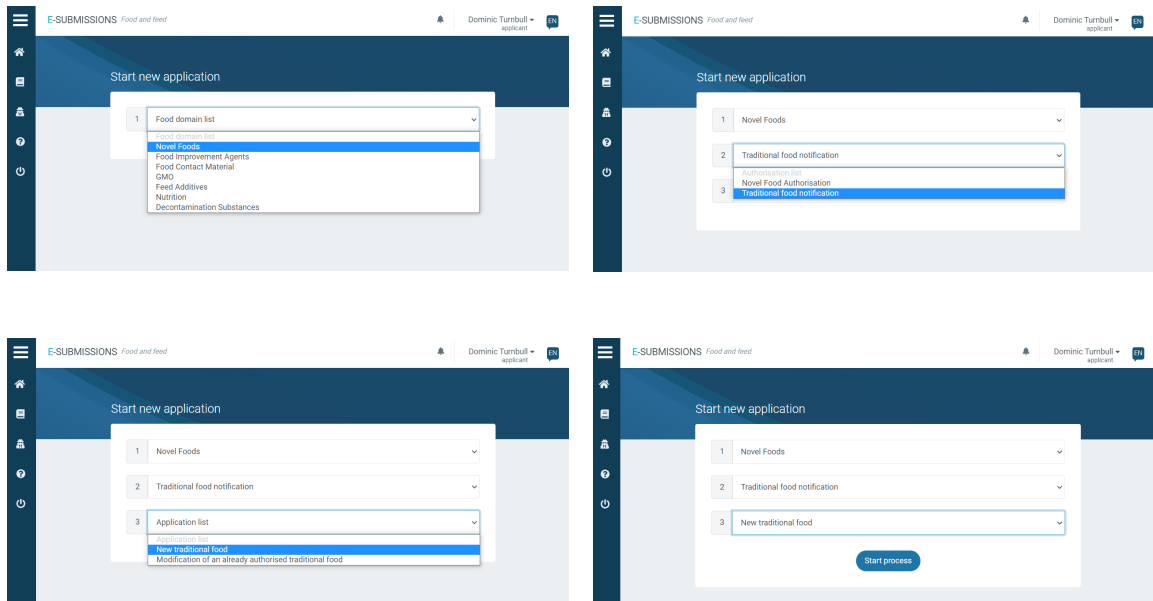 E-SUBMISSIONS Food and feed
Dominic Turnbull
applicant
EN
Start new application
1 Food domain list
Food domain list
Novel Foods
Food Improvement Agents
Food Contact Material
GMO
Feed Additives
Nutrition
Decontamination Substances
E-SUBMISSIONS Food and feed
Dominic Turnbull
applicant
EN
Start new application
1 Novel Foods
2 Traditional food notification
Authorisation list
Novel Food Authorisation
3 Traditional food notification
E-SUBMISSIONS Food and feed
Dominic Turnbull
applicant
EN
Start new application
1 Novel Foods
2 Traditional food notification
3 Application list
Application list
New traditional food
Modification of an already authorised traditional food
E-SUBMISSIONS Food and feed
Dominic Turnbull
applicant
EN
Start new application
1 Novel Foods
2 Traditional food notification
3 New traditional food
Start process